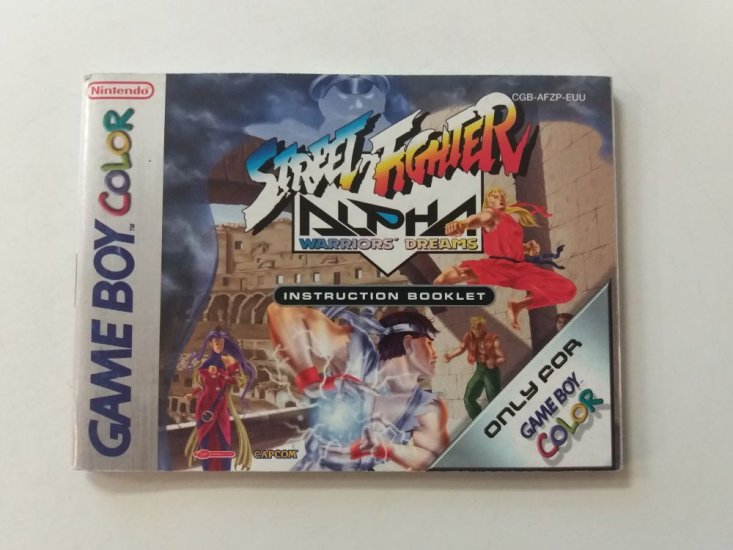 Nintendo
GAME BOY COLOR
TM
CGB-AFZP-EUU
STREET FIGHTER
ALPHA
WARRIORS' DREAMS
INSTRUCTION BOOKLET
ONLY FOR
GAME BOY
COLOR
CAPCOM